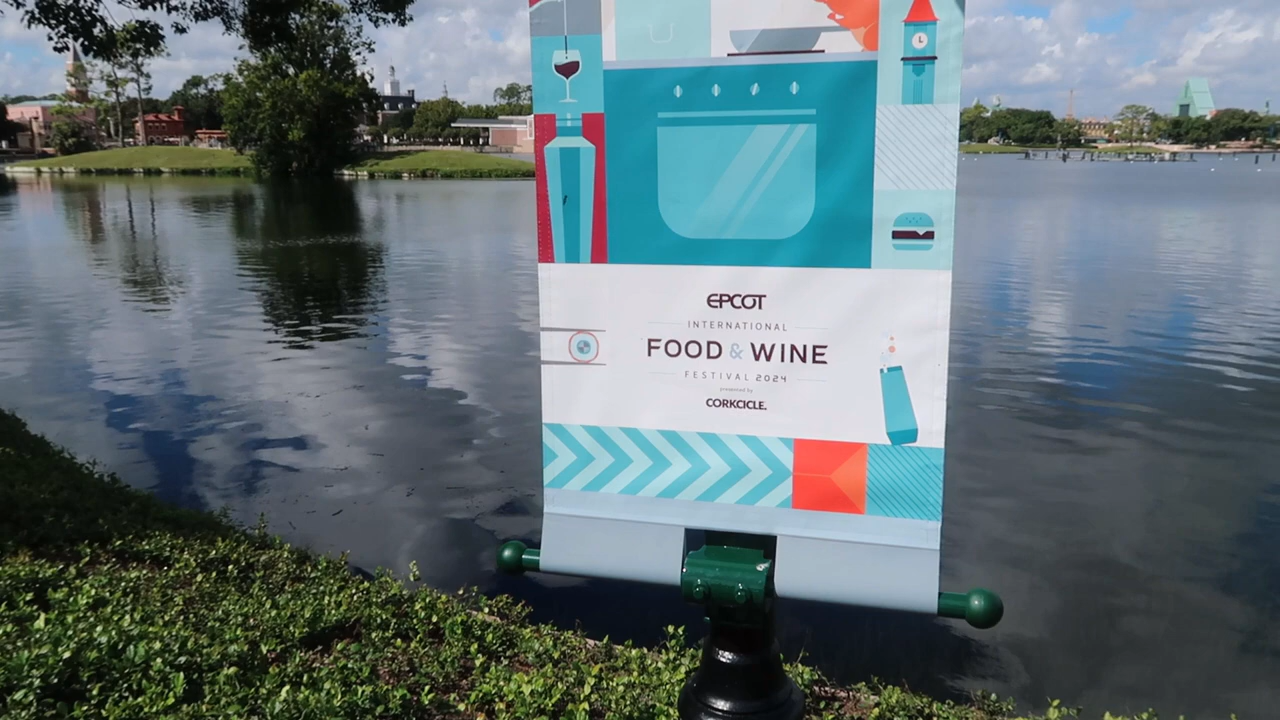 EPCOT
INTERNATIONAL
FOOD & WINE
FESTIVAL 2024
presented by
CORKCICLE.